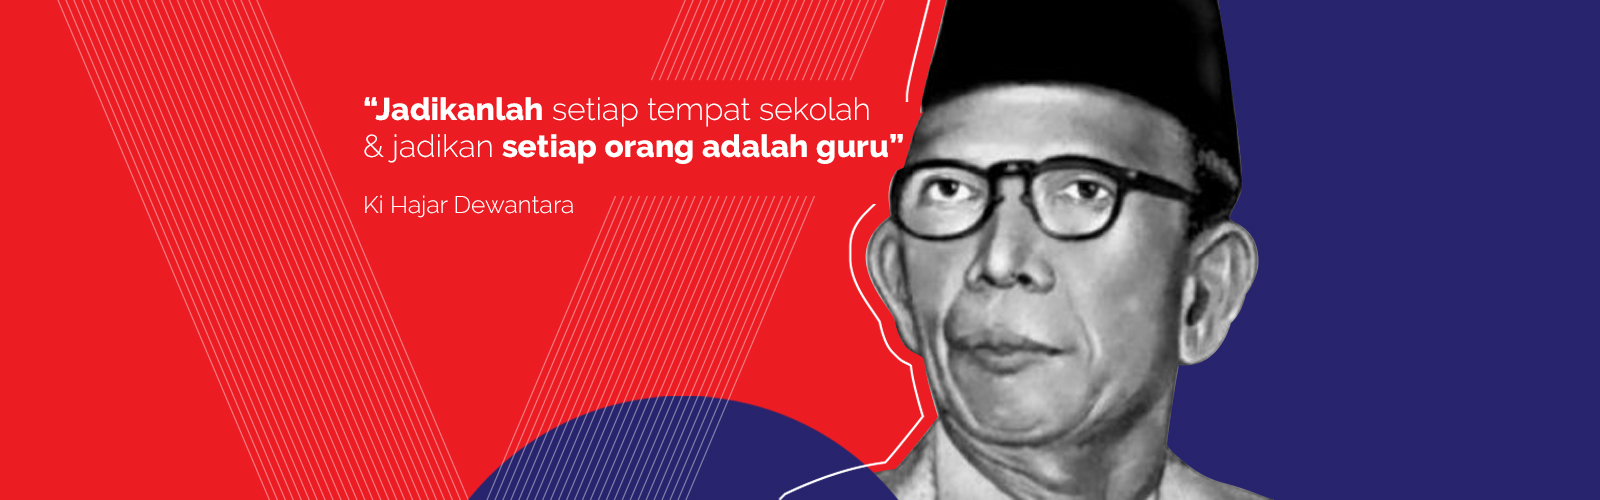 “Jadikanlah setiap tempat sekolah
& jadikan setiap orang adalah guru”
Ki Hajar Dewantara